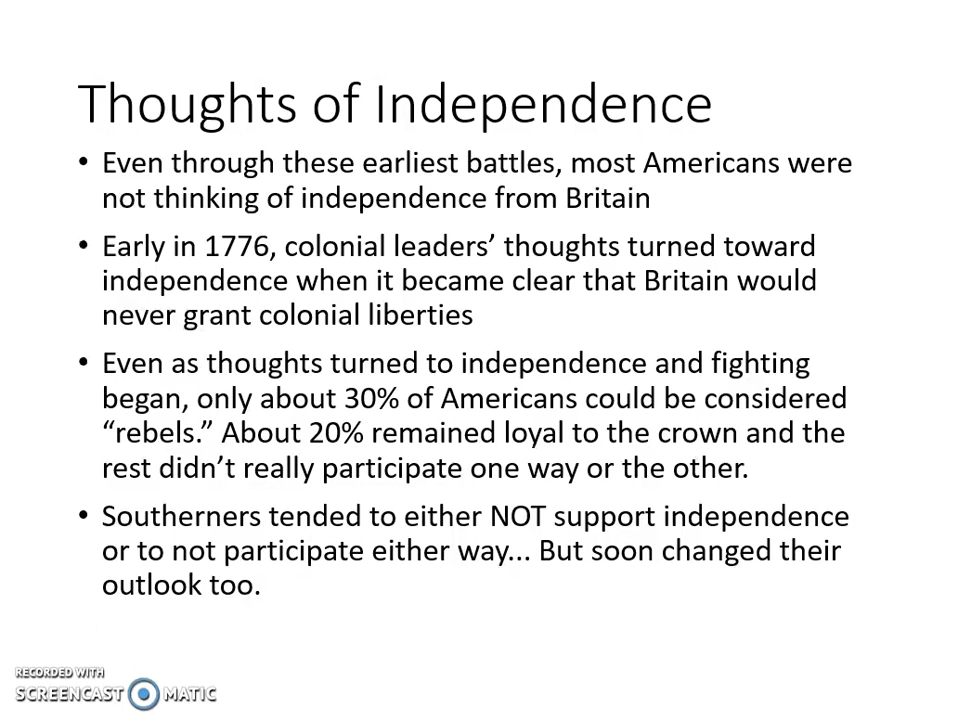 Thoughts of Independence
• Even through these earliest battles, most Americans were
not thinking of independence from Britain
• Early in 1776, colonial leaders’ thoughts turned toward
independence when it became clear that Britain would
never grant colonial liberties
• Even as thoughts turned to independence and fighting
began, only about 30% of Americans could be considered
“rebels.” About 20% remained loyal to the crown and the
rest didn’t really participate one way or the other.
• Southerners tended to either NOT support independence
or to not participate either way... But soon changed their
outlook too.
RECORDED WITH
SCREENCAST MATIC